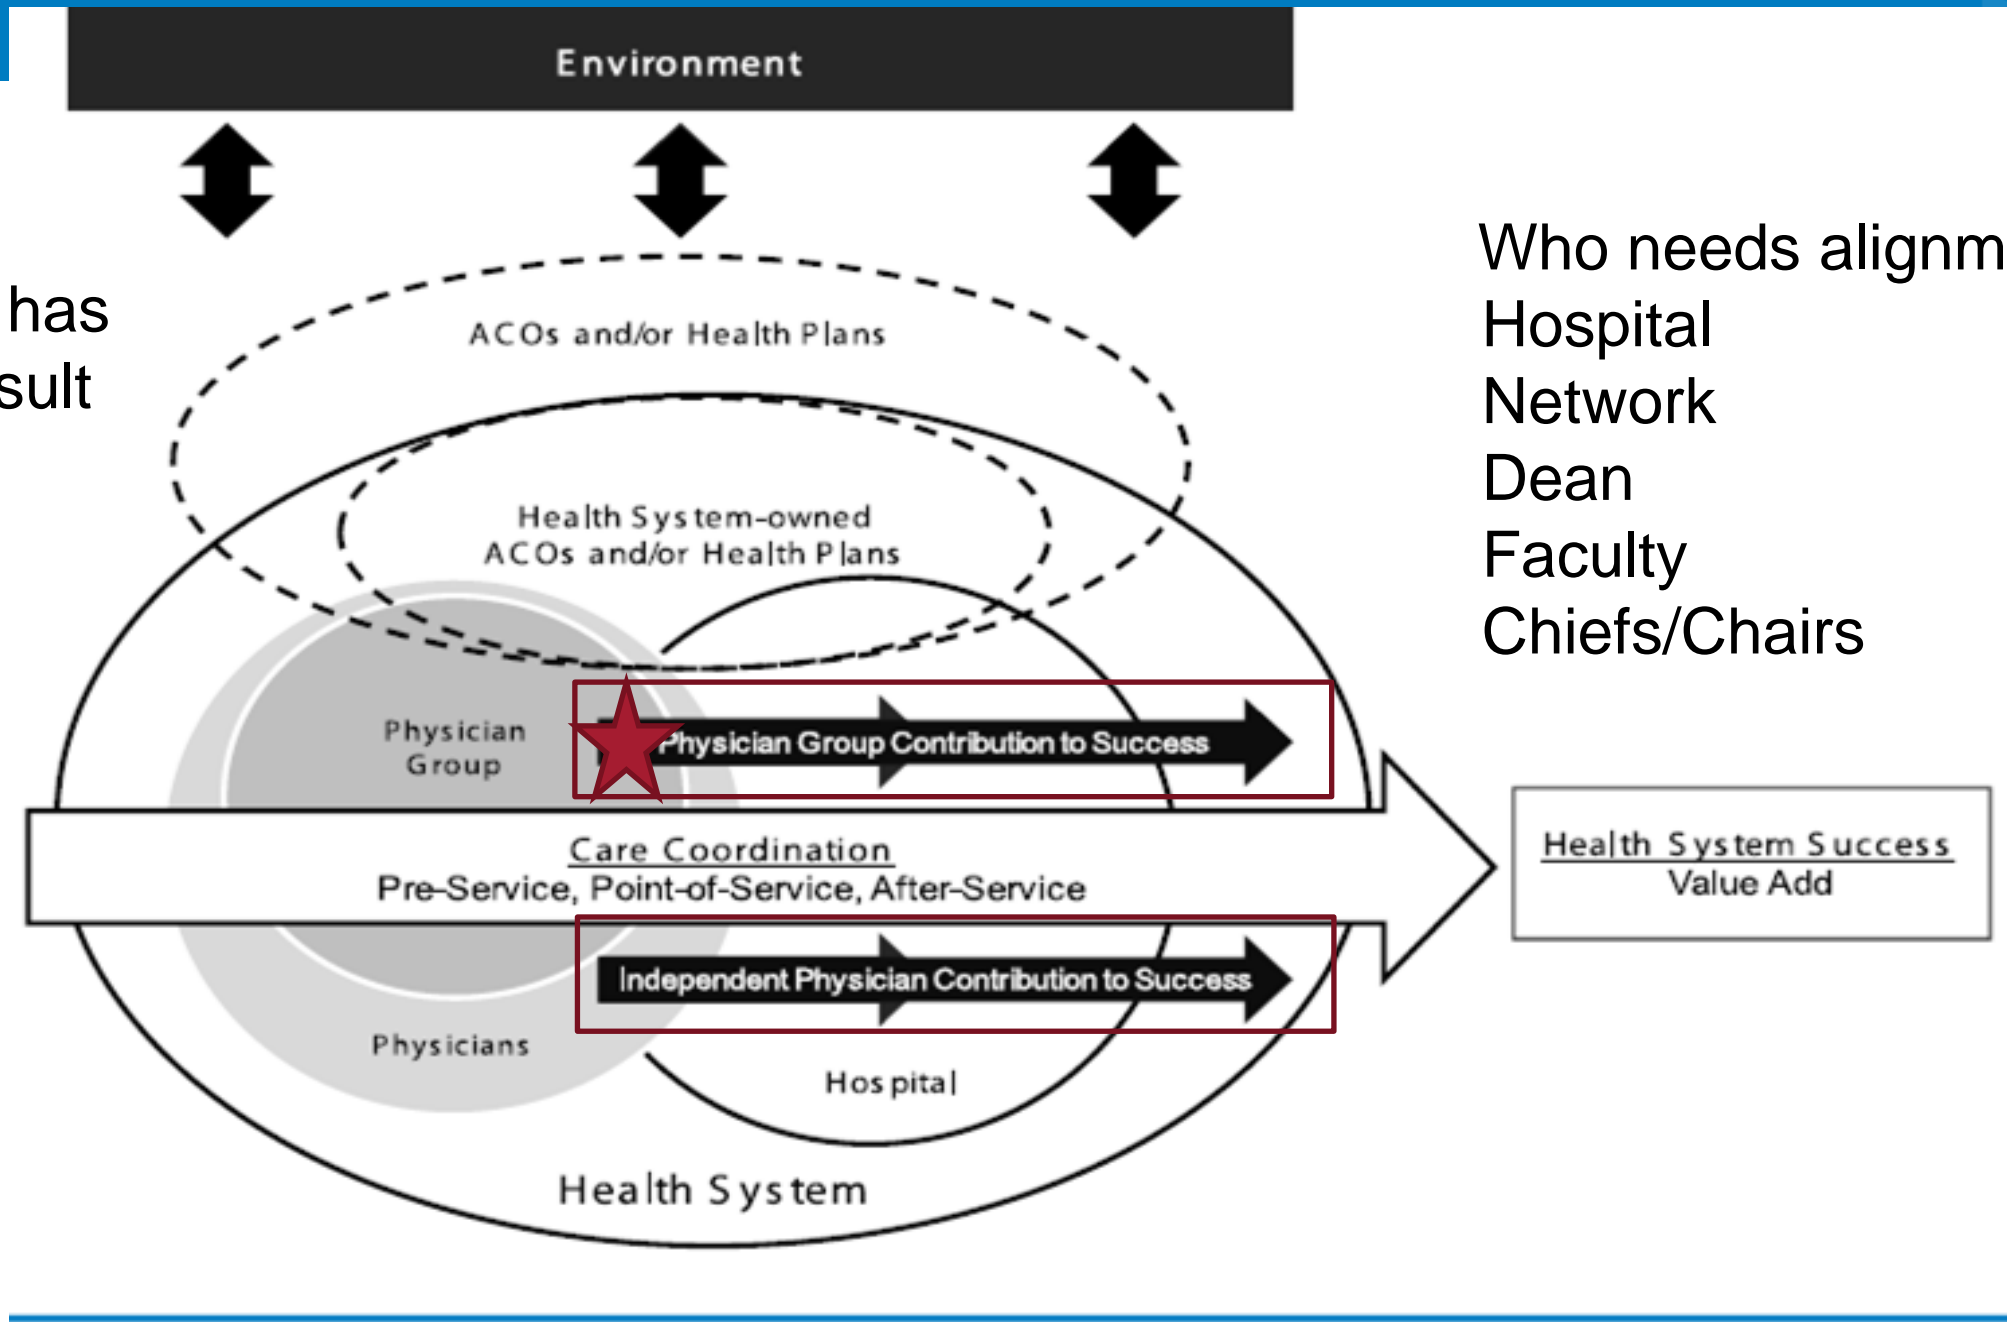 Environment
has
ACOs and/or Health Plans
Who needs
Hospital
Network
Dean
Faculty
Chiefs/Chairs
Health System-owned
ACOs and/or Health Plans
Physician
Group
Physician Group Contribution to Success
Care Coordination
Pre-Service, Point-of-Service, After-Service
Health System Success
Value Add
Independent Physician Contribution to Success
Physicians
Hospital
Health System